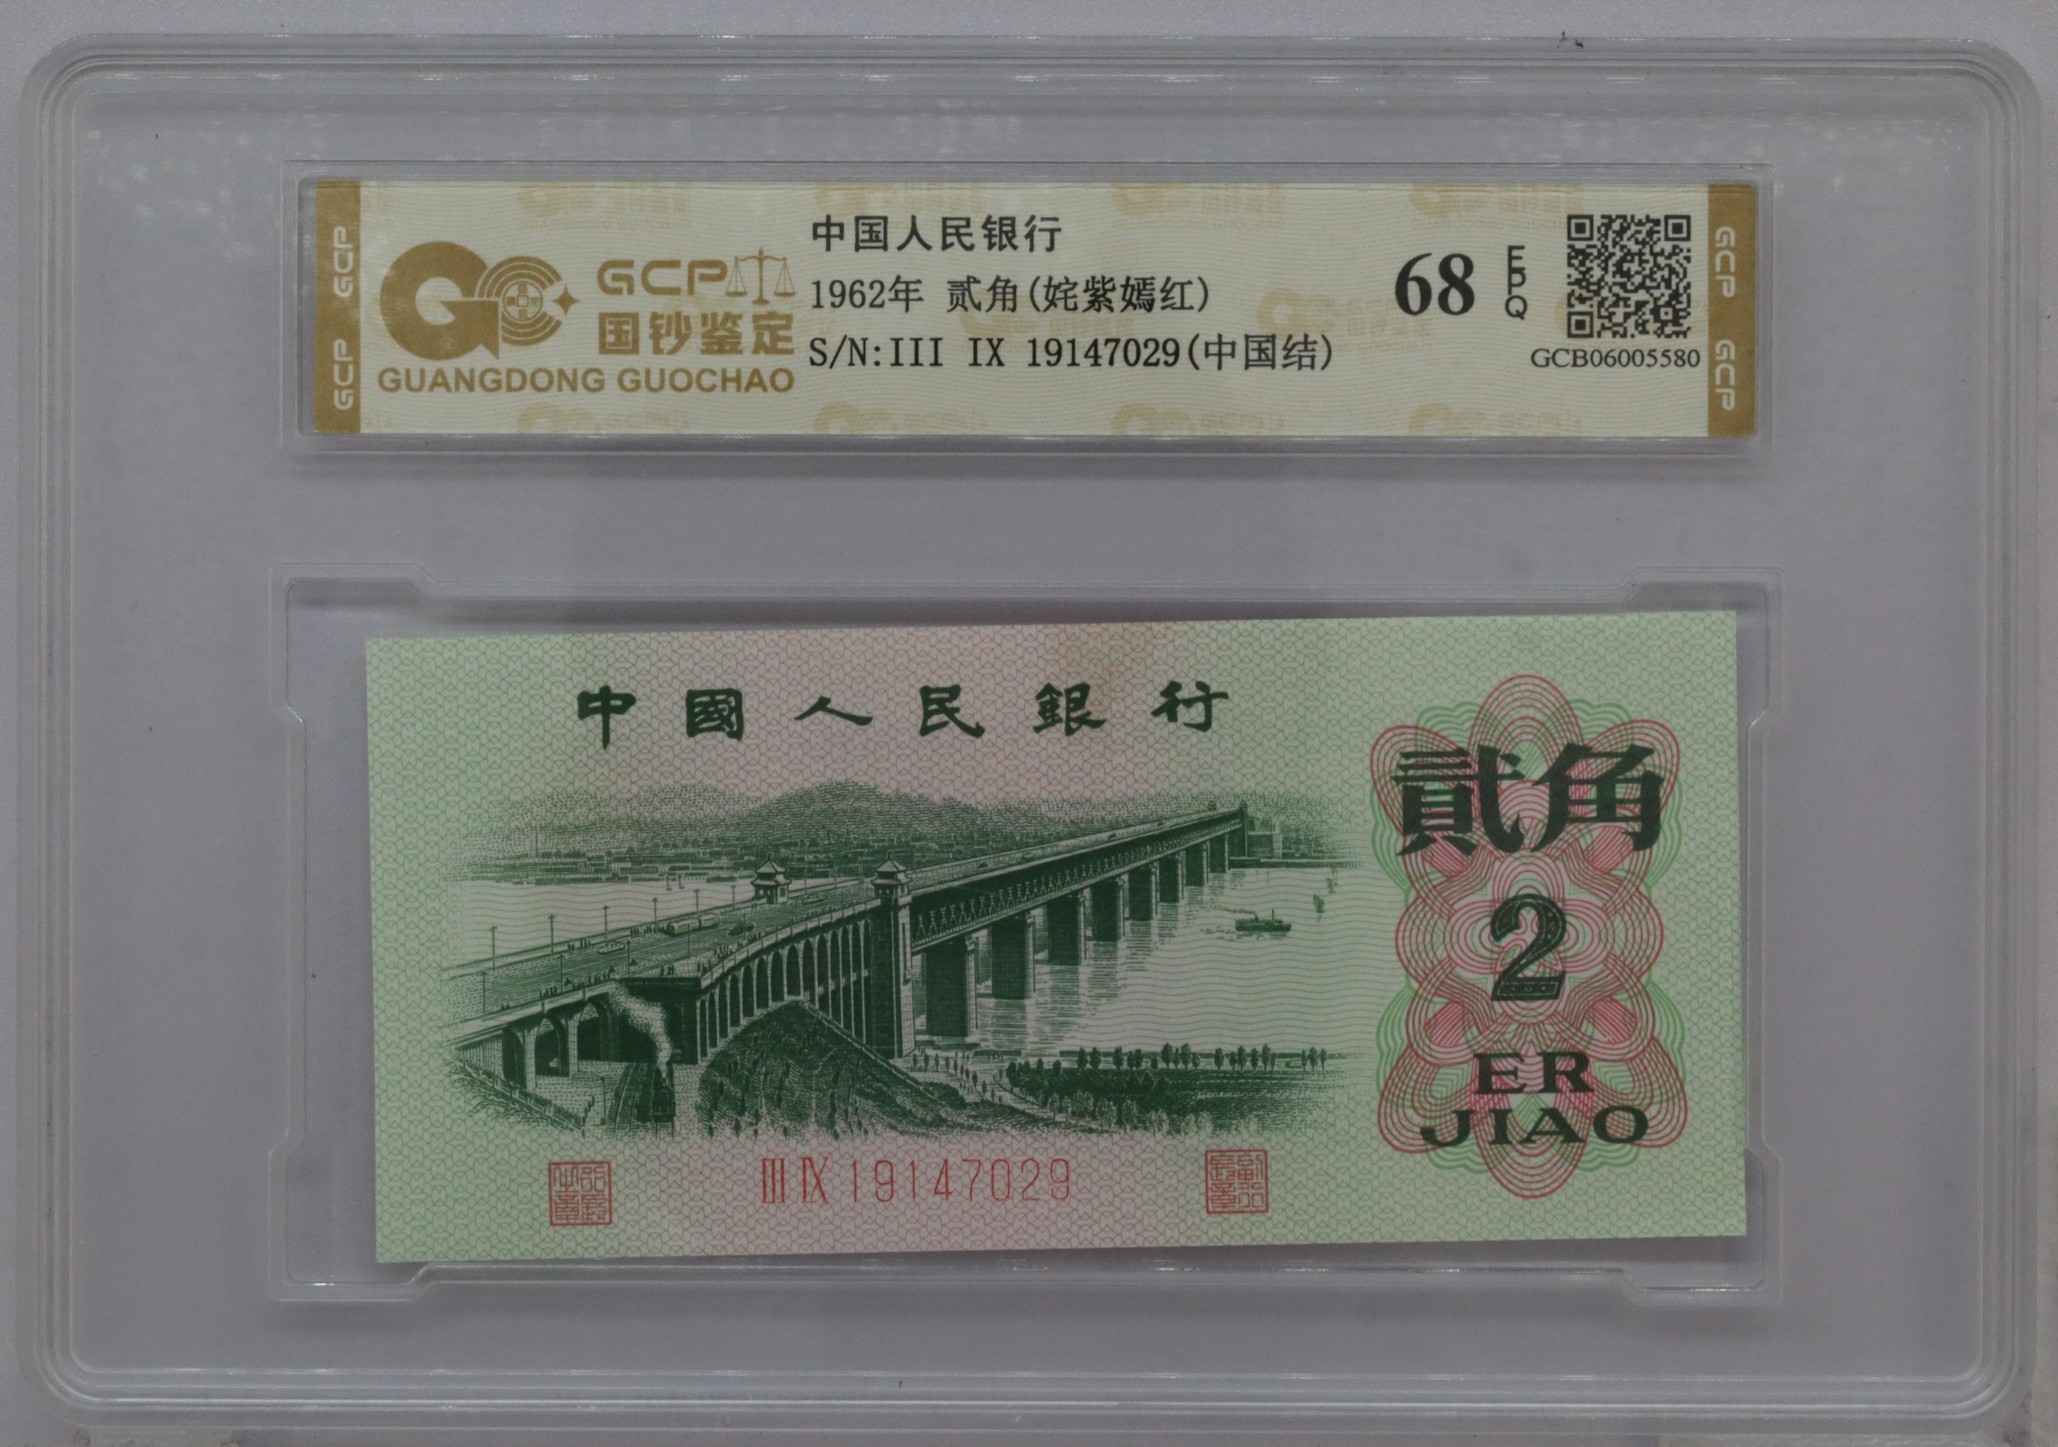 GCP
国钞鉴定
GUANGDONG GUOCHAO
中国人民银行
1962年 贰角(姹紫嫣红)
S/N:III IX 19147029(中国结)
68
EPQ
GCB06005580
GCP GCP
GCP GCP
中國人民銀行
貳角
2
ER
JIAO
III IX 19147029